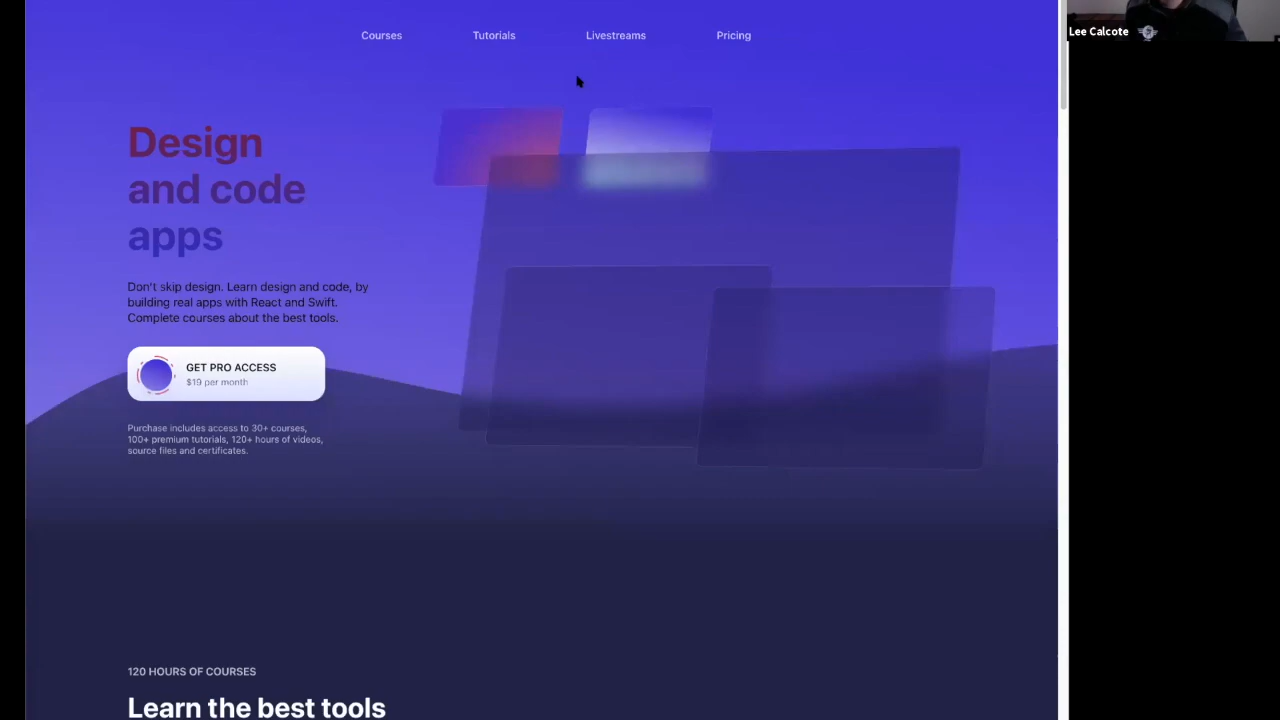 Courses
Tutorials
Livestreams
Pricing
Lee Calcote
Design
and code
apps
Don't skip design. Learn design and code, by
building real apps with React and Swift.
Complete courses about the best tools.
GET PRO ACCESS
$19 per month
Purchase includes access to 30+ courses,
100+ premium tutorials, 120+ hours of videos,
source files and certificates.
120 HOURS OF COURSES
Learn the best tools